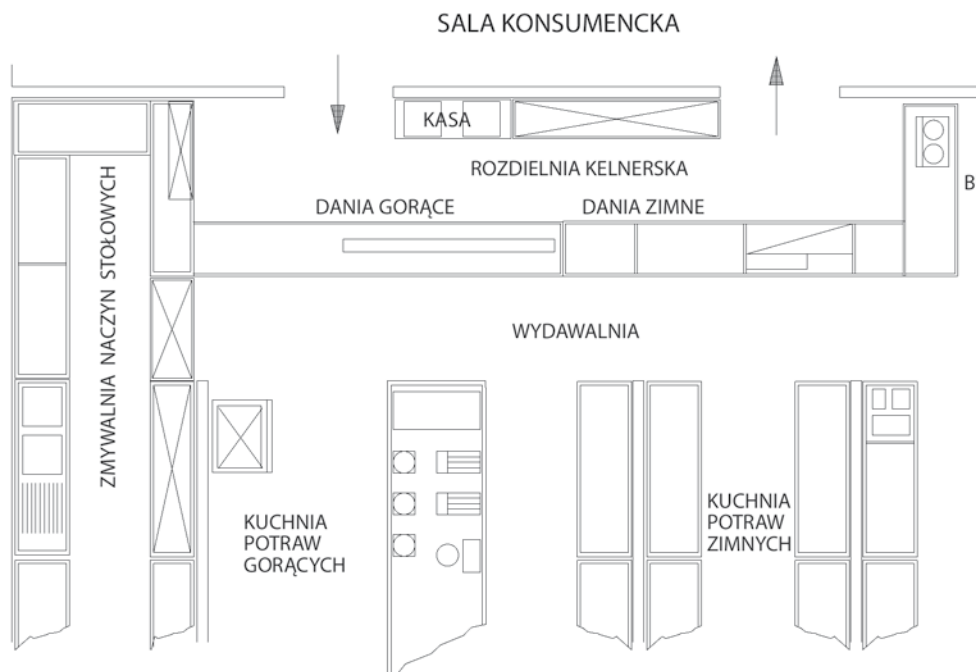 SALA KONSUMENCKA
KASA
ROZDIELNIA KELNERSKA
B
DANIA GORĄCE
DANIA ZIMNE
ZMYWALNIA NACZYN STOŁOWYCH
WYDAWALNIA
KUCHNIA
POTRAW
GORĄCYCH
KUCHNIA
POTRAW
ZIMNYCH